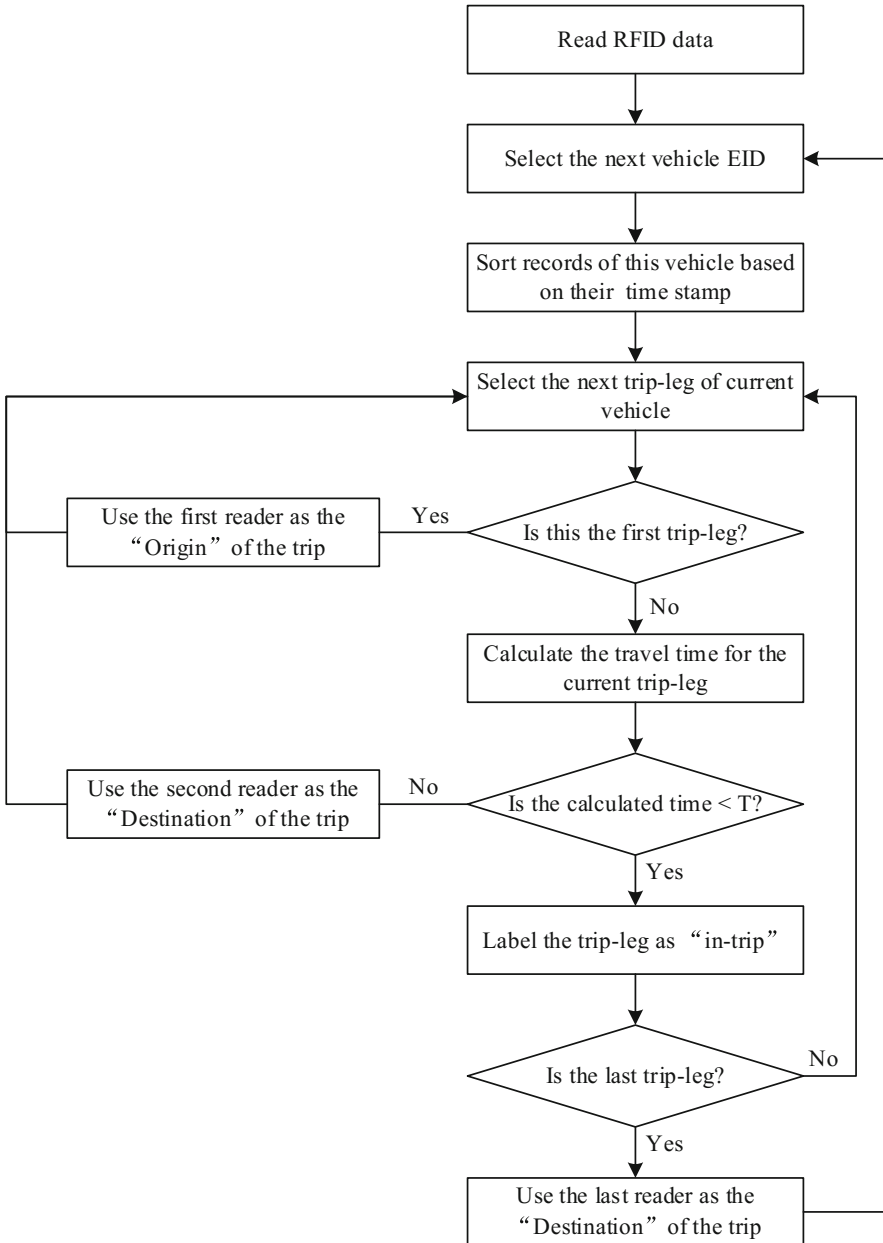 Read RFID data
Select the next vehicle EID
Sort records of this vehicle based
on their time stamp
Select the next trip-leg of current
vehicle
Use the first reader as the
“Origin” of the trip
Yes
Is this the first trip-leg?
No
Calculate the travel time for the
current trip-leg
Use the second reader as the
“Destination” of the trip
No
Is the calculated time < T?
Yes
Label the trip-leg as “in-trip”
Is the last trip-leg?
No
Yes
Use the last reader as the
“Destination” of the trip